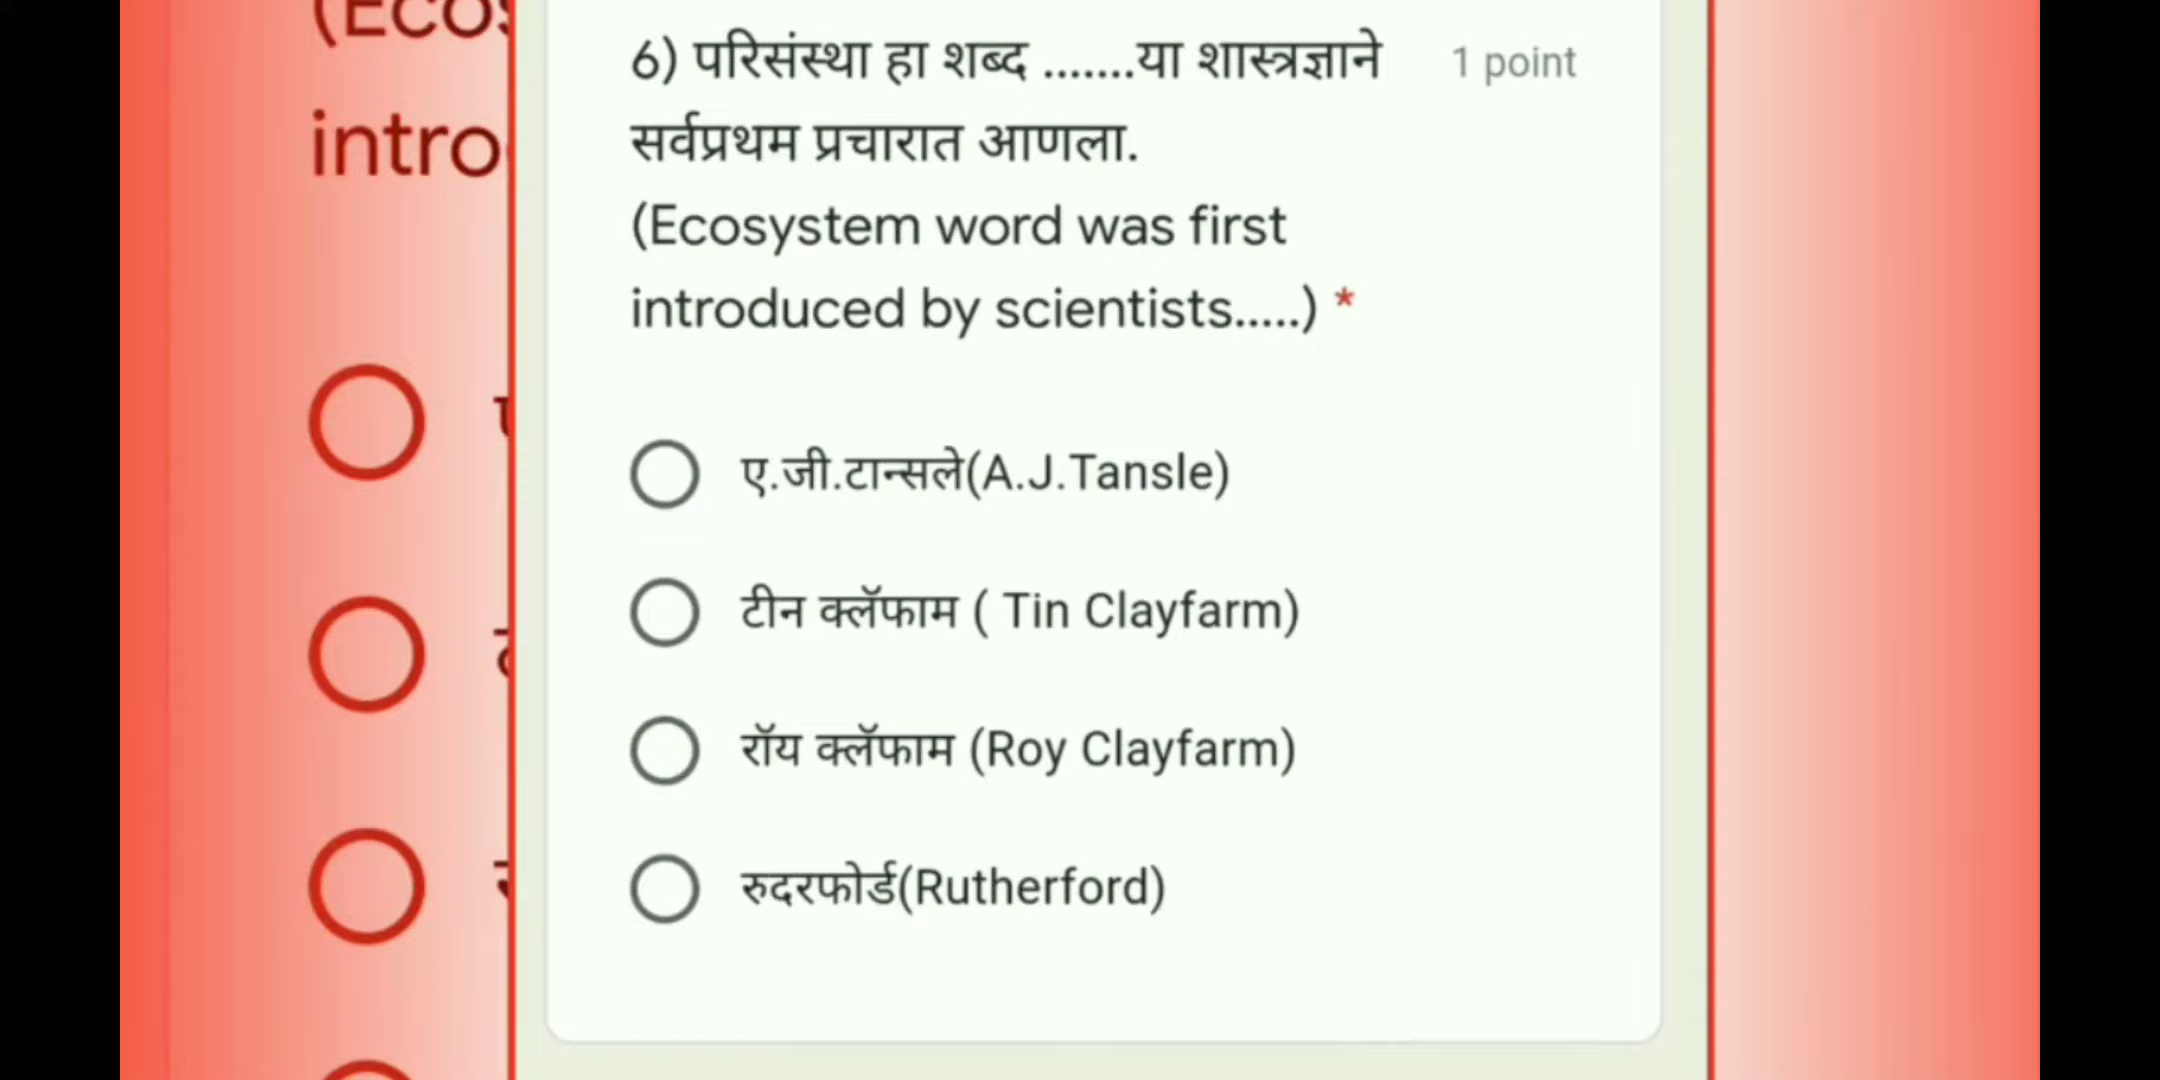 (Ecos
intro
6) परिसंस्था हा शब्द .......या शास्त्रज्ञाने 1 point
सर्वप्रथम प्रचारात आणला.
(Ecosystem word was first
introduced by scientists.....) *
ए.जी.टान्सले(A.J.Tansle)
टीन क्लॅफाम ( Tin Clayfarm)
रॉय क्लॅफाम (Roy Clayfarm)
रुदरफोर्ड(Rutherford)